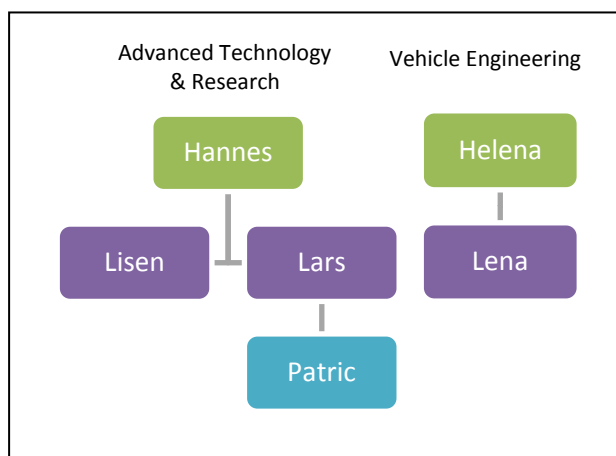 Advanced Technology
& Research
Vehicle Engineering
Hannes
Helena
Lisen
Lars
Lena
Patric